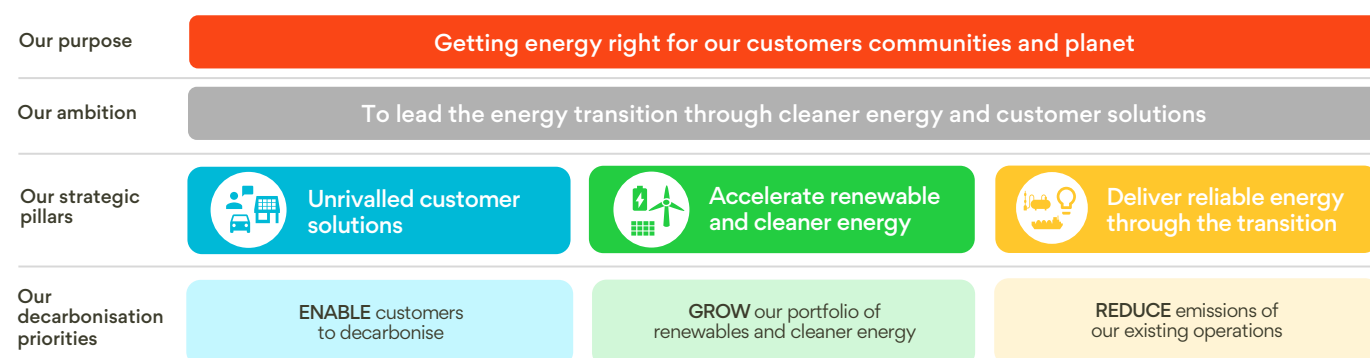 Our purpose
Getting energy right for our customers communities and planet
Our ambition
To lead the energy transition through cleaner energy and customer solutions
Our strategic
pillars
Unrivalled customer
solutions
Accelerate renewable
and cleaner energy
Deliver reliable energy
through the transition
Our
decarbonisation
priorities
ENABLE customers
to decarbonise
GROW our portfolio of
renewables and cleaner energy
REDUCE emissions of
our existing operations